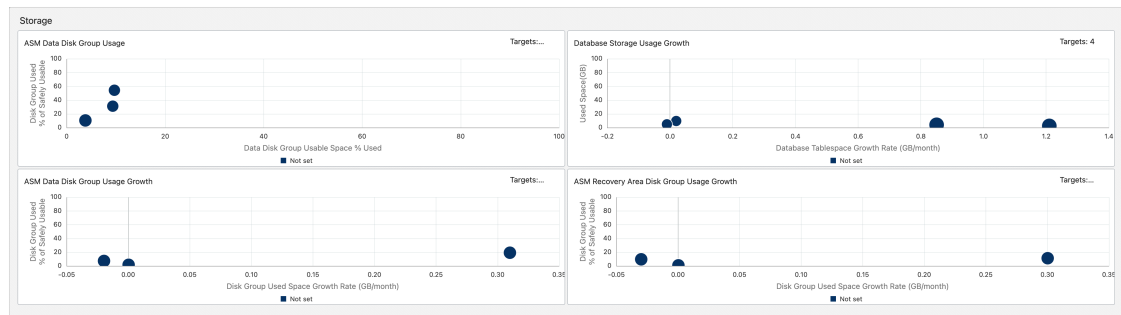 Storage
ASM Data Disk Group Usage
Targets:...
Disk Group Used
% of Safely Usable
100
80
60
40
20
0
0
20
40
60
80
100
Data Disk Group Usable Space % Used
Not set
Database Storage Usage Growth
Targets: 4
Used Space(GB)
100
80
60
40
20
0
−0.2
0.0
0.2
0.4
0.6
0.8
1.0
1.2
1.4
Database Tablespace Growth Rate (GB/month)
Not set
ASM Data Disk Group Usage Growth
Targets:...
Disk Group Used
% of Safely Usable
100
80
60
40
20
0
−0.05
0.00
0.05
0.10
0.15
0.20
0.25
0.30
0.35
Disk Group Used Space Growth Rate (GB/month)
Not set
ASM Recovery Area Disk Group Usage Growth
Targets:...
Disk Group Used
% of Safely Usable
100
80
60
40
20
0
−0.05
0.00
0.05
0.10
0.15
0.20
0.25
0.30
0.35
Disk Group Used Space Growth Rate (GB/month)
Not set